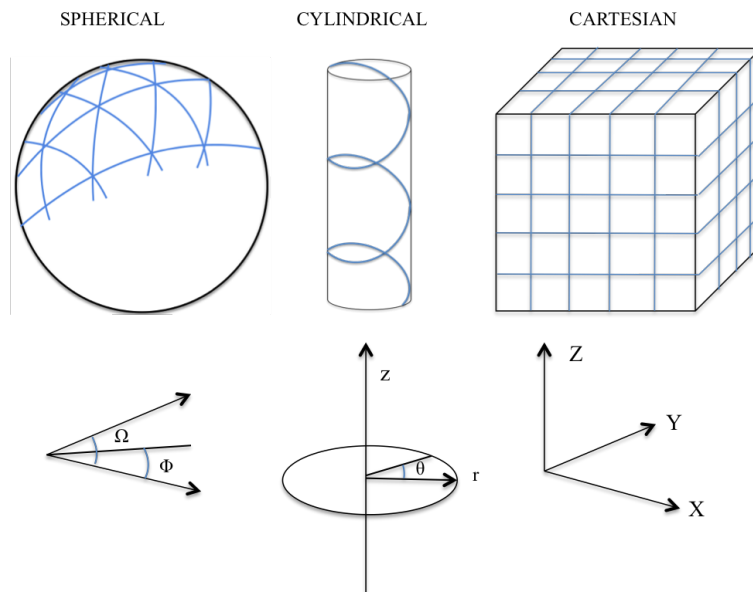 SPHERICAL
CYLINDRICAL
CARTESIAN
Ω
Φ
z
θ
r
Z
Y
X